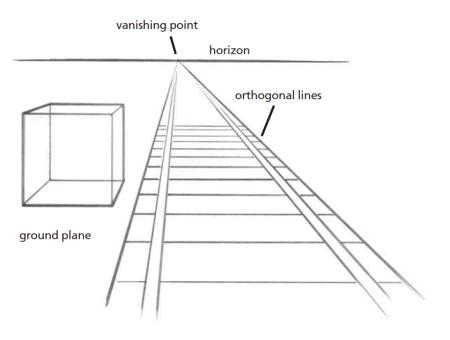 vanishing point
horizon
orthogonal lines
ground plane